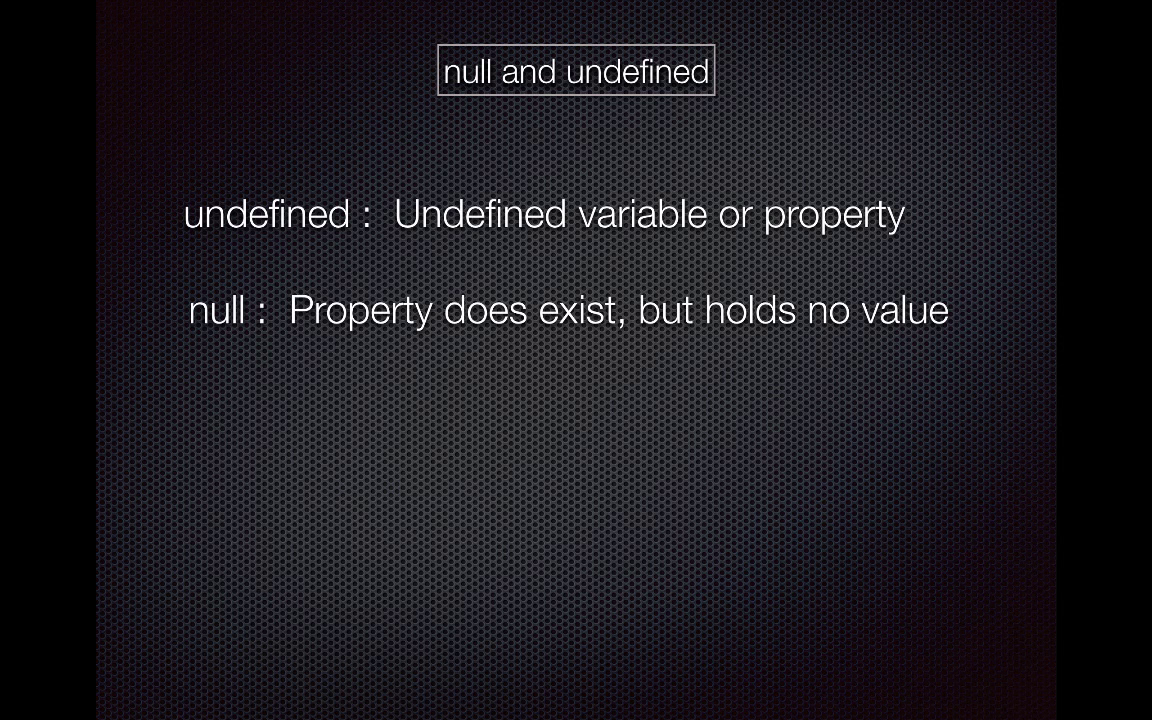 null and undefined
undefined :  Undefined variable or property
null :  Property does exist, but holds no value